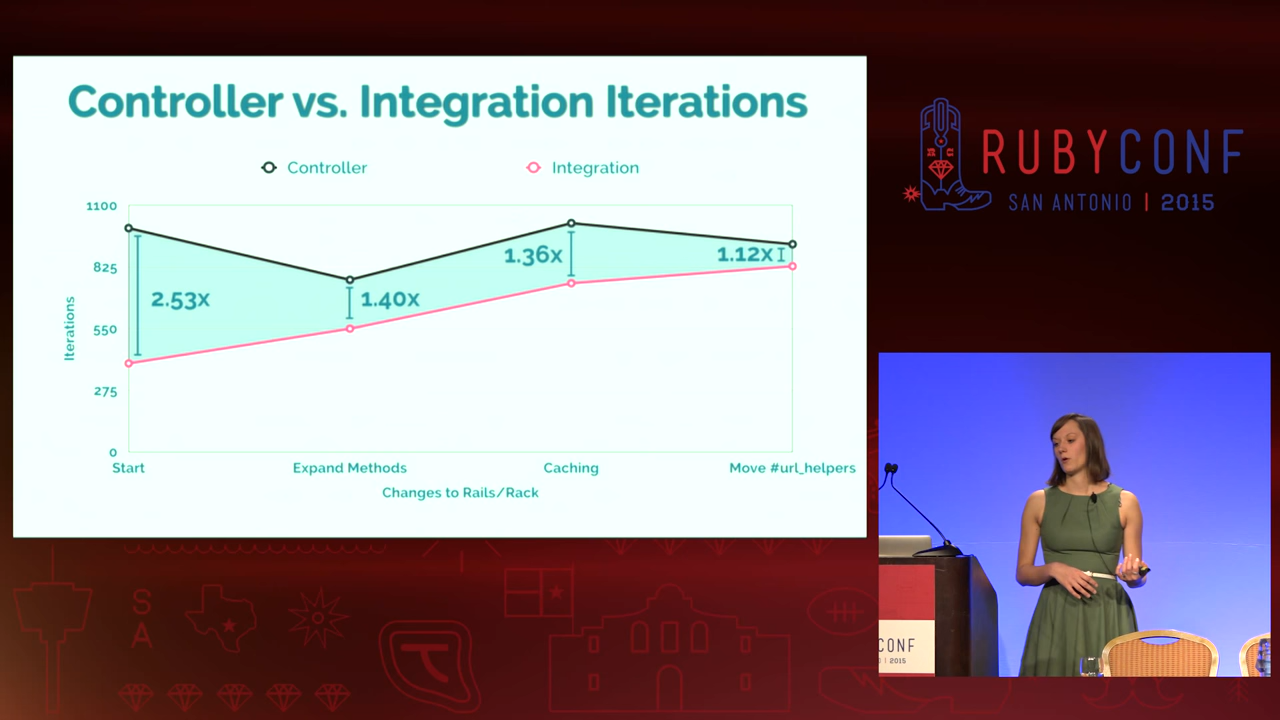 Controller vs. Integration Iterations
Controller
Integration
1100
825
550
275
0
Iterations
2.53x
1.40x
1.36x
1.12x
Start
Expand Methods
Caching
Move #url_helpers
Changes to Rails/Rack
RUBYCONF
SAN ANTONIO | 2015
S
A
CONF
O | 2015